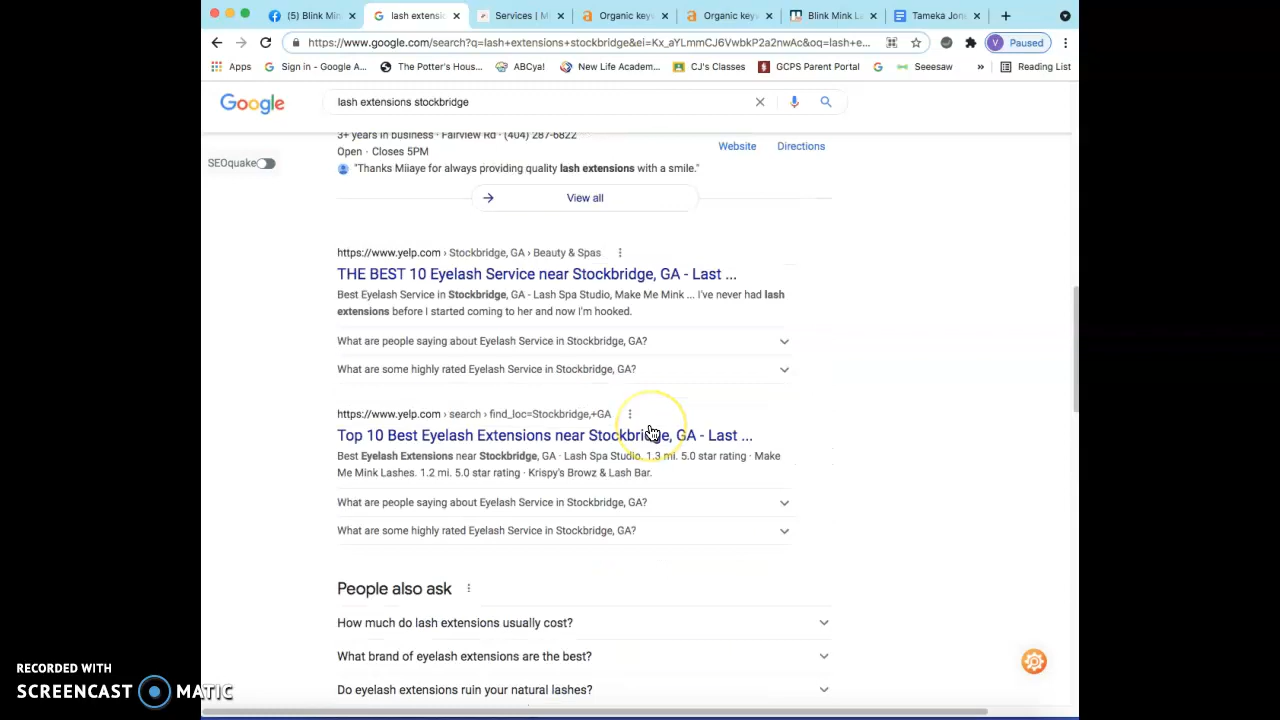 (5) Blink Min
lash extensic
Services | M
Organic keyv
Organic keyv
Blink Mink La
Tameka Jone
https://www.google.com/search?q=lash+extensions+stockbridge&ei=Kx_aYLmmCJ6VwbkP2a2nwAc&oq=lash+e...
V Paused
Apps
Sign in - Google A...
The Potter's Hous...
ABCya!
New Life Academ...
CJ's Classes
GCPS Parent Portal
Seeesaw
»
Reading List
Google
lash extensions stockbridge
SEOquake
3+ years in business · Fairview Rd · (404) 287-6822
Open · Closes 5PM
Website
Directions
"Thanks Miiaye for always providing quality lash extensions with a smile."
View all
https://www.yelp.com › Stockbridge, GA › Beauty & Spas
THE BEST 10 Eyelash Service near Stockbridge, GA - Last ...
Best Eyelash Service in Stockbridge, GA - Lash Spa Studio, Make Me Mink ... I've never had lash
extensions before I started coming to her and now I'm hooked.
What are people saying about Eyelash Service in Stockbridge, GA?
What are some highly rated Eyelash Service in Stockbridge, GA?
https://www.yelp.com › search › find_loc=Stockbridge,+GA
Top 10 Best Eyelash Extensions near Stockbridge, GA - Last ...
Best Eyelash Extensions near Stockbridge, GA · Lash Spa Studio. 1.3 mi. 5.0 star rating · Make
Me Mink Lashes. 1.2 mi. 5.0 star rating · Krispy's Browz & Lash Bar.
What are people saying about Eyelash Service in Stockbridge, GA?
What are some highly rated Eyelash Service in Stockbridge, GA?
People also ask
How much do lash extensions usually cost?
What brand of eyelash extensions are the best?
Do eyelash extensions ruin your natural lashes?
RECORDED WITH
SCREENCAST MATIC